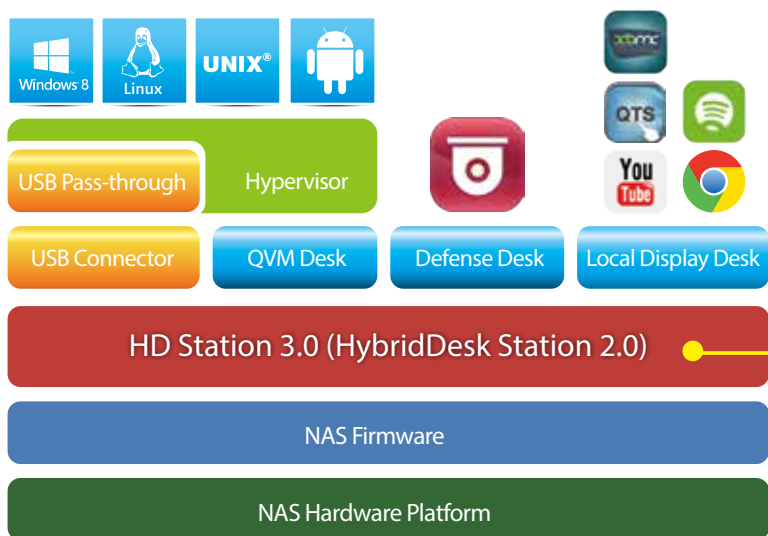 Windows 8
Linux
UNIX®
xbmc
QTS
You
Tube
USB Pass-through
Hypervisor
USB Connector
QVM Desk
Defense Desk
Local Display Desk
HD Station 3.0 (HybridDesk Station 2.0)
NAS Firmware
NAS Hardware Platform